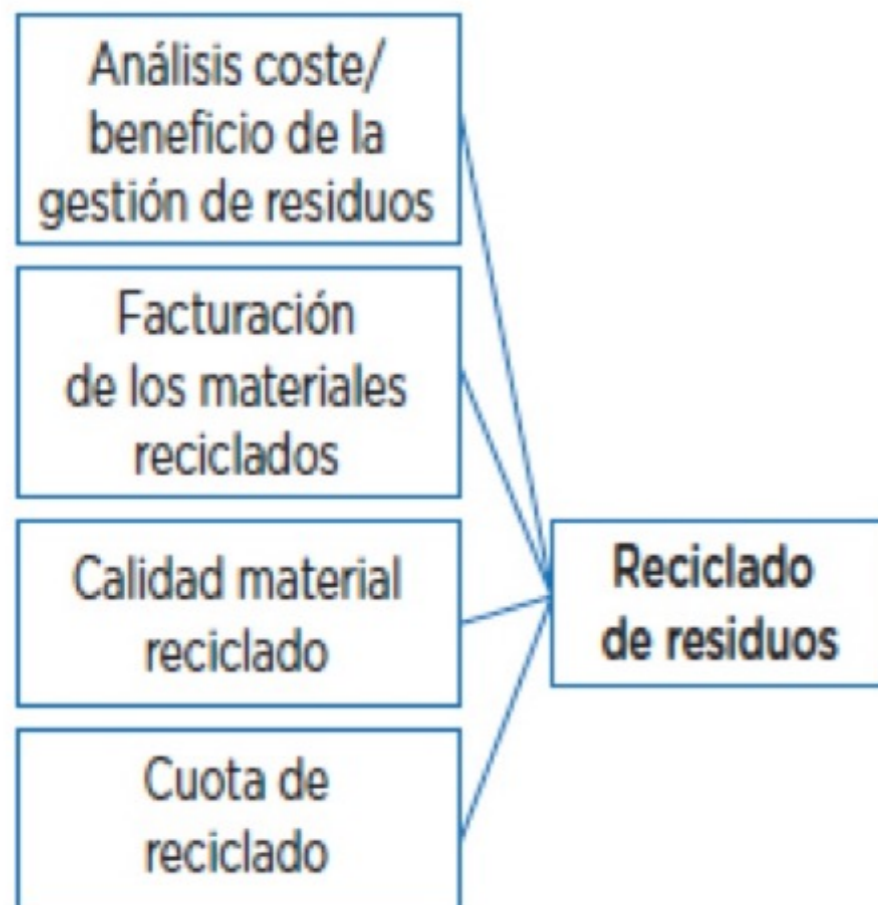 Análisis coste/
beneficio de la
gestión de residuos
Facturación
de los materiales
reciclados
Calidad material
reciclado
Reciclado
de residuos
Cuota de
reciclado